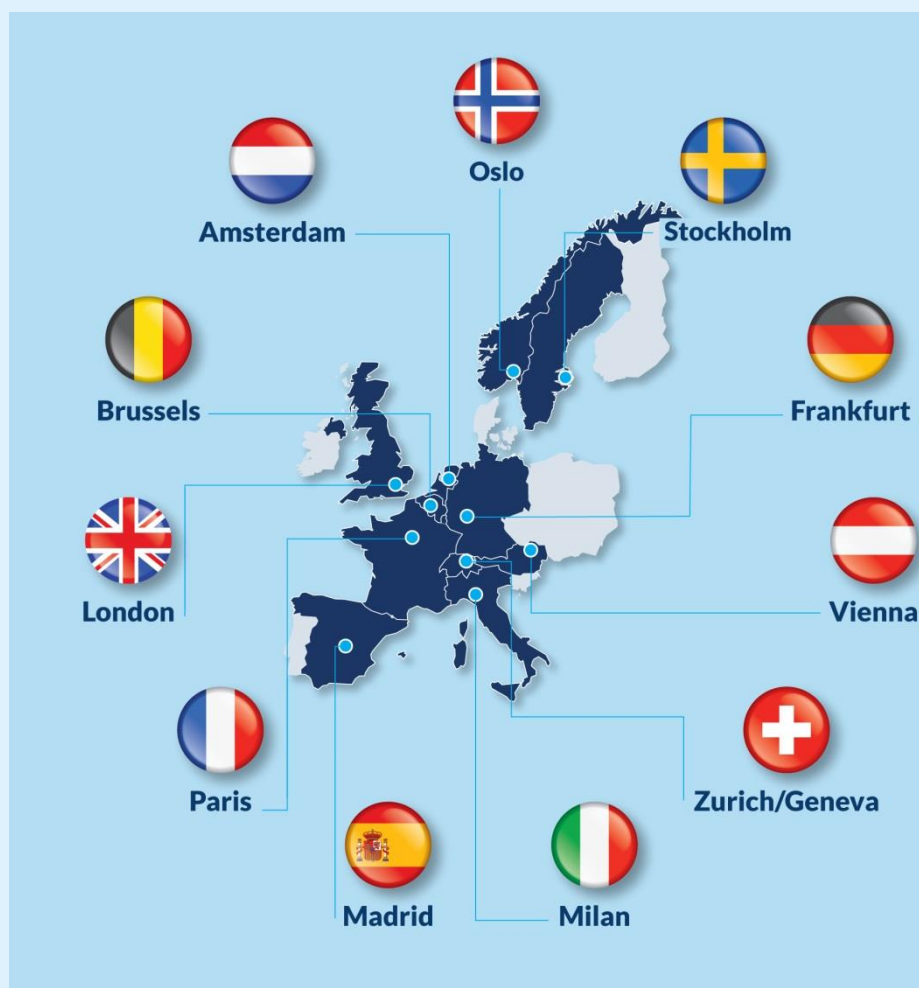 Oslo
Amsterdam
Stockholm
Brussels
Frankfurt
London
Vienna
Paris
Zurich/Geneva
Madrid
Milan